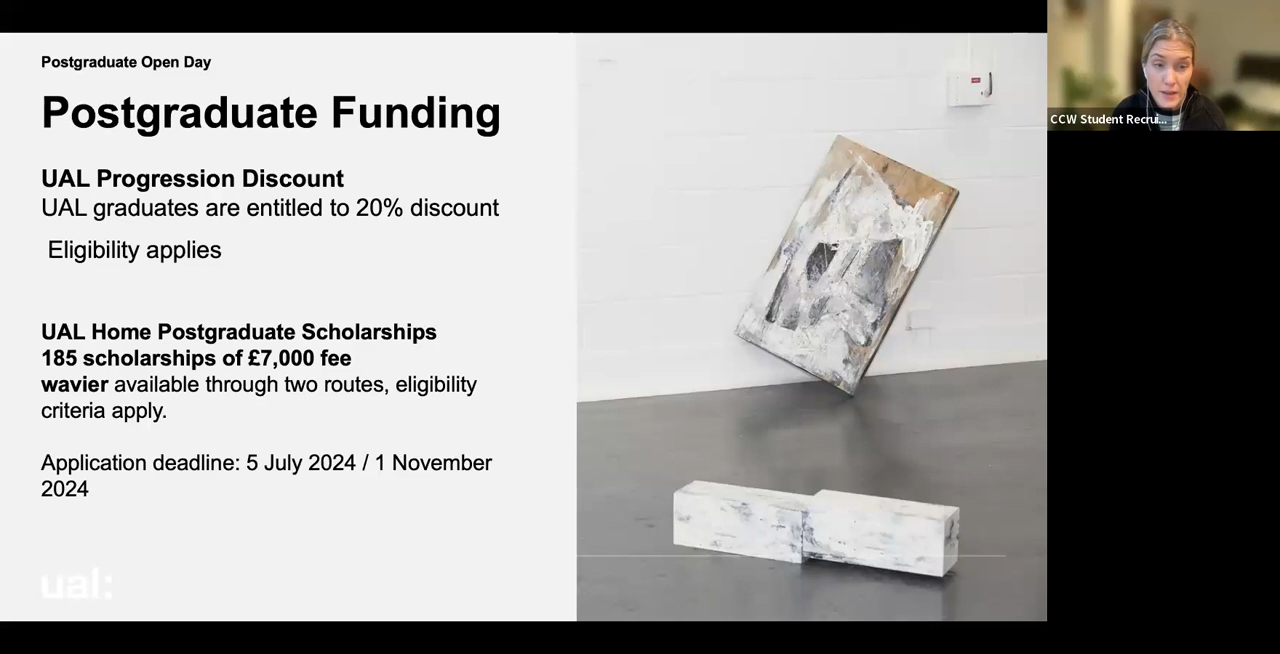 Postgraduate Open Day
Postgraduate Funding
UAL Progression Discount
UAL graduates are entitled to 20% discount
Eligibility applies
UAL Home Postgraduate Scholarships
185 scholarships of £7,000 fee
wavier available through two routes, eligibility
criteria apply.
Application deadline: 5 July 2024 / 1 November
2024
ual:
CCW Student Recrui...